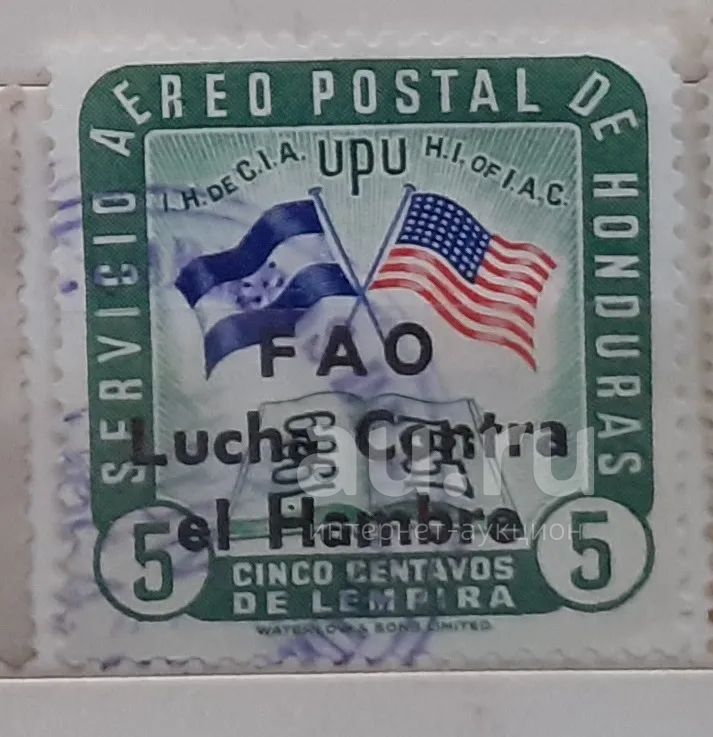 SERVICIO AEREO POSTAL DE HONDURAS
I.H. DE C.I.A. UPU H.I. OF I.A.C.
FAO
Lucha Contra
el Hambre
au.ru
интернет-аукцион
5 5
CINCO CENTAVOS
DE LEMPIRA
WATERLOW & SONS LIMITED.